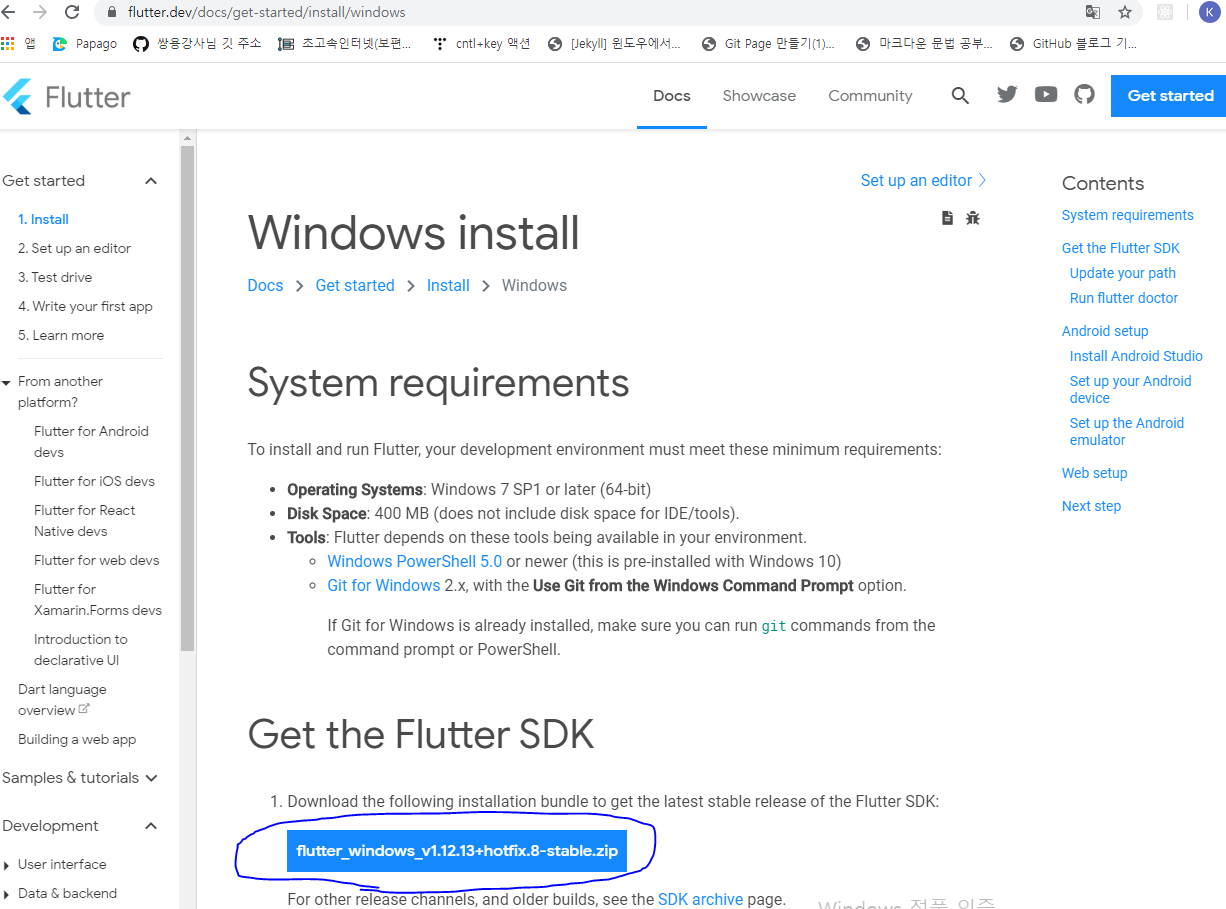 flutter.dev/docs/get-started/install/windows
K
앱
Papago
쌍용강사님 깃 주소
초고속인터넷(보편...
cntl+key 액션
[Jekyll] 윈도우에서...
Git Page 만들기(1)...
마크다운 문법 공부...
GitHub 블로그 기...
Flutter
Docs
Showcase
Community
Get started
Get started
1. Install
2. Set up an editor
3. Test drive
4. Write your first app
5. Learn more
From another
platform?
Flutter for Android
devs
Flutter for iOS devs
Flutter for React
Native devs
Flutter for web devs
Flutter for
Xamarin.Forms devs
Introduction to
declarative UI
Dart language
overview
Building a web app
Samples & tutorials
Development
User interface
Data & backend
Set up an editor
Windows install
Docs > Get started > Install > Windows
System requirements
To install and run Flutter, your development environment must meet these minimum requirements:
• Operating Systems: Windows 7 SP1 or later (64-bit)
• Disk Space: 400 MB (does not include disk space for IDE/tools).
• Tools: Flutter depends on these tools being available in your environment.
Windows PowerShell 5.0 or newer (this is pre-installed with Windows 10)
Git for Windows 2.x, with the Use Git from the Windows Command Prompt option.
If Git for Windows is already installed, make sure you can run git commands from the
command prompt or PowerShell.
Get the Flutter SDK
1. Download the following installation bundle to get the latest stable release of the Flutter SDK:
flutter_windows_v1.12.13+hotfix.8-stable.zip
For other release channels, and older builds, see the SDK archive page.
Windows 정품 인증
Contents
System requirements
Get the Flutter SDK
Update your path
Run flutter doctor
Android setup
Install Android Studio
Set up your Android
device
Set up the Android
emulator
Web setup
Next step